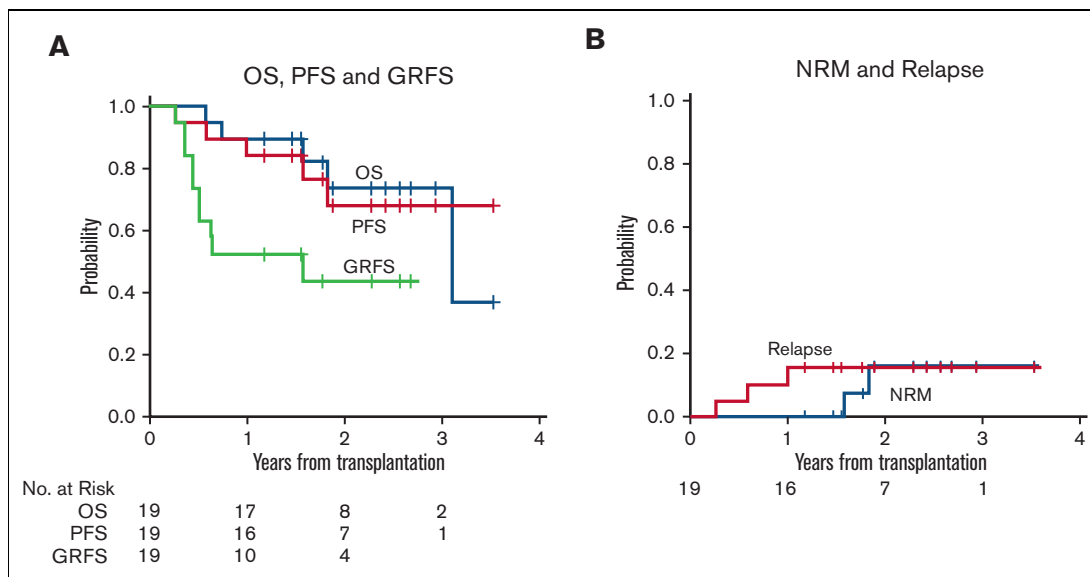 A
OS, PFS and GRFS
Probability
1.0
0.8
0.6
0.4
0.2
0.0
OS
PFS
GRFS
0 1 2 3 4
Years from transplantation
No. at Risk
OS 19 17 8 2
PFS 19 16 7 1
GRFS 19 10 4
B
NRM and Relapse
Probability
1.0
0.8
0.6
0.4
0.2
0.0
Relapse
NRM
0 1 2 3 4
Years from transplantation
19 16 7 1